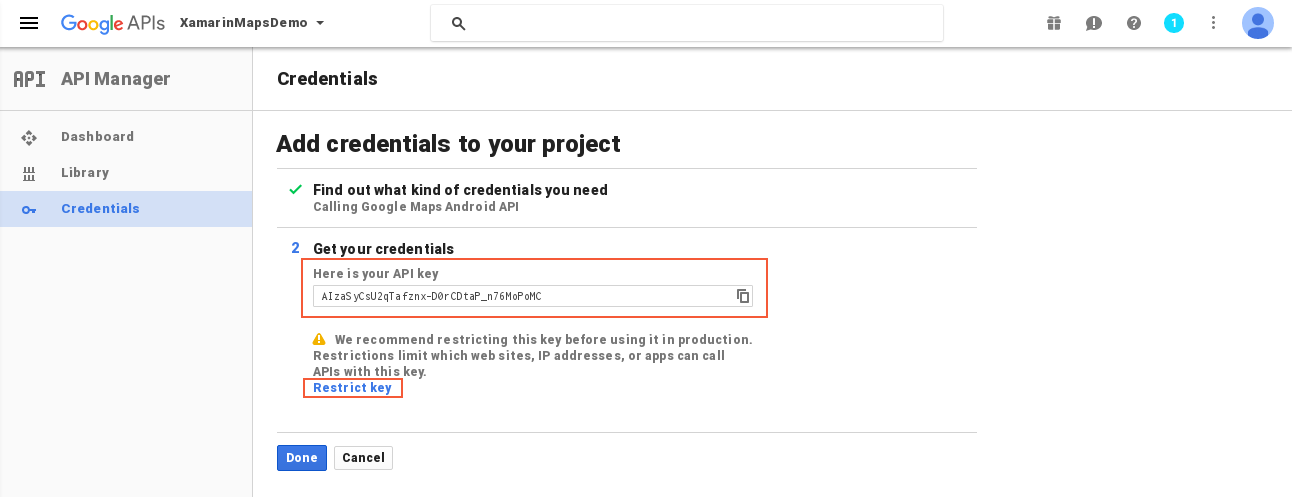 Google APIs XamarinMapsDemo 1
API API Manager
Credentials
Dashboard
Library
Credentials
Add credentials to your project
Find out what kind of credentials you need
Calling Google Maps Android API
2 Get your credentials
Here is your API key
AIzaSyCsU2qTafznx-D0rCDtaP_n76MoPoMC
We recommend restricting this key before using it in production.
Restrictions limit which web sites, IP addresses, or apps can call
APIs with this key.
Restrict key
Done Cancel